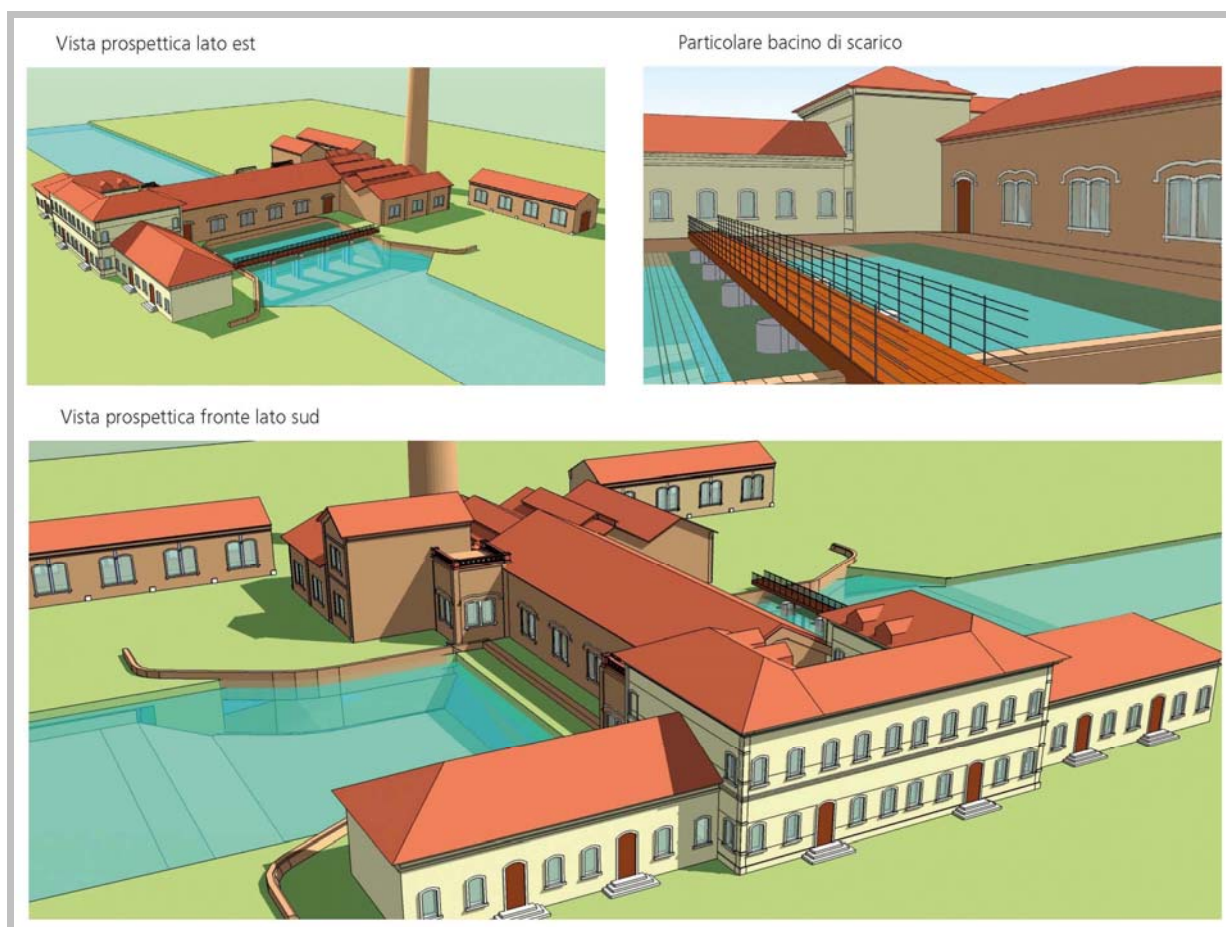 Vista prospettica lato est
Particolare bacino di scarico
Vista prospettica fronte lato sud